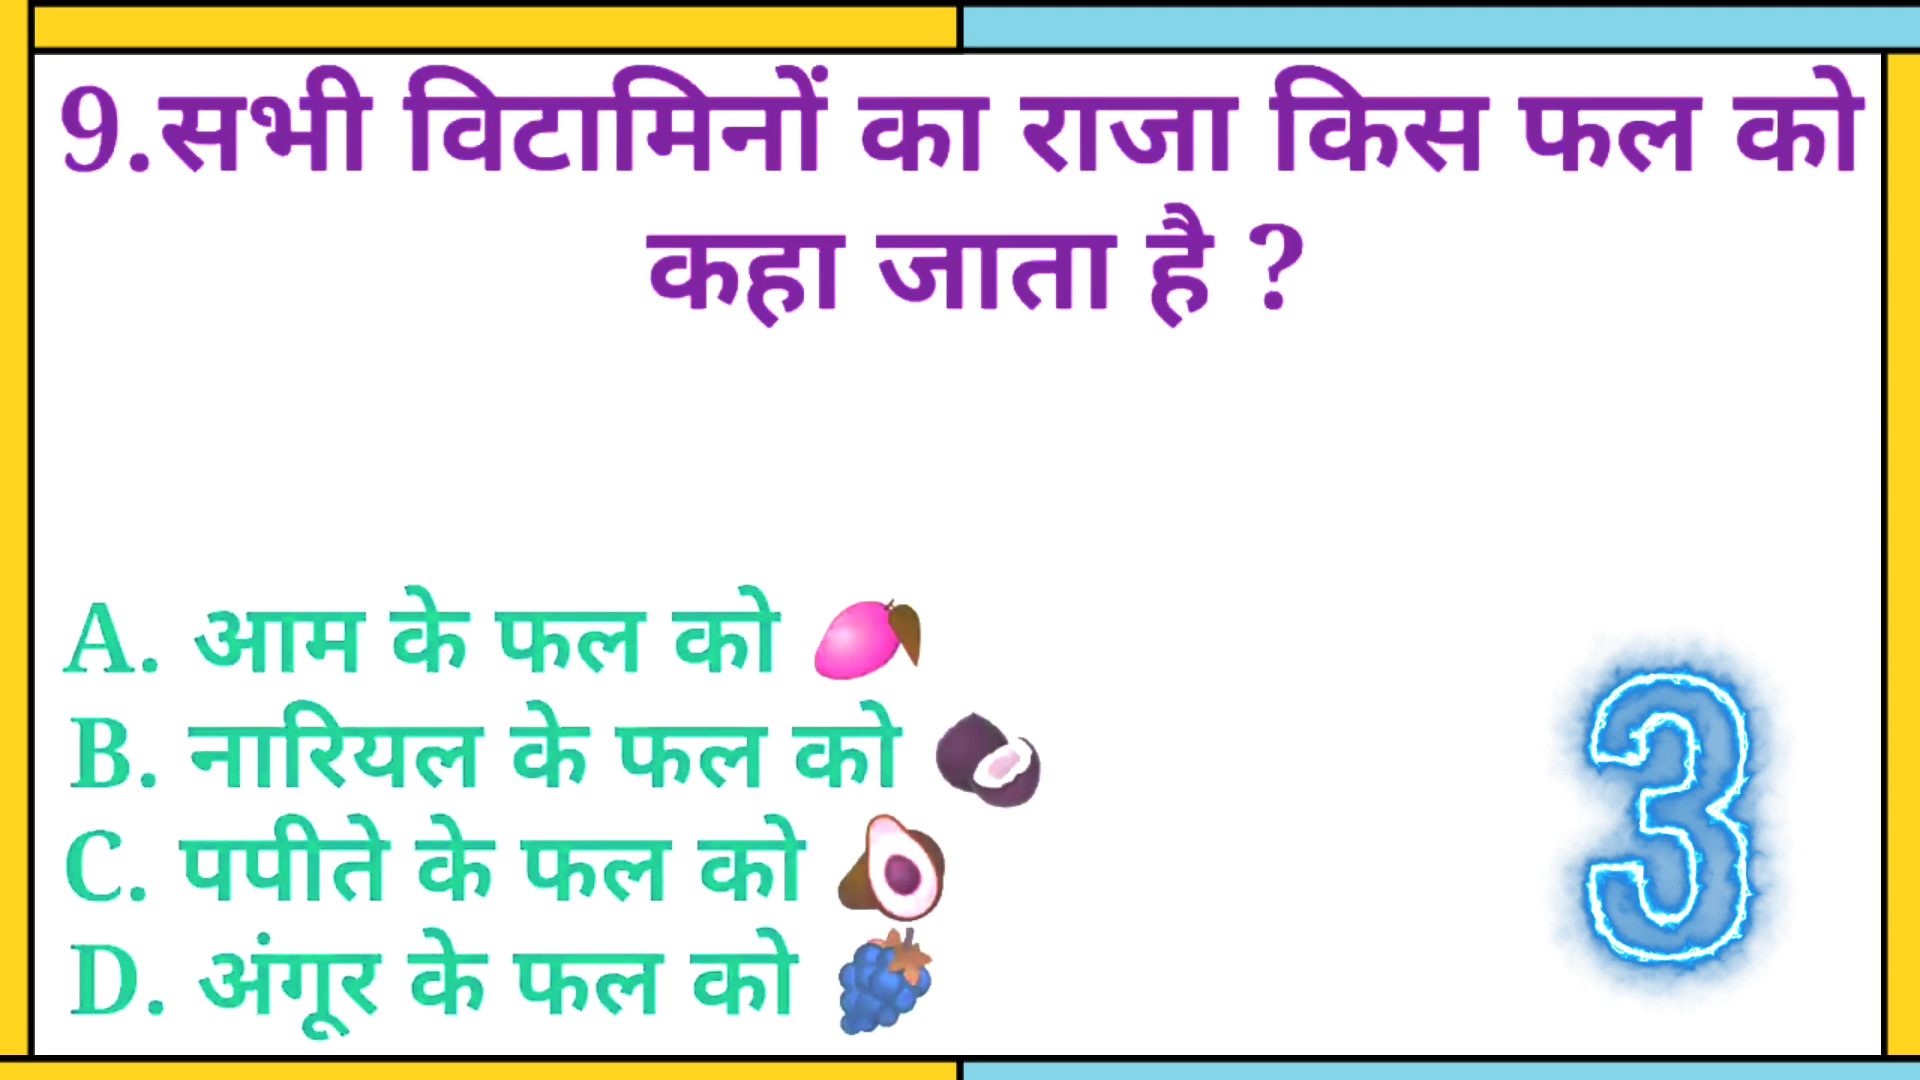 9.सभी विटामिनों का राजा किस फल को
कहा जाता है ?
A. आम के फल को
B. नारियल के फल को
C. पपीते के फल को
D. अंगूर के फल को
3